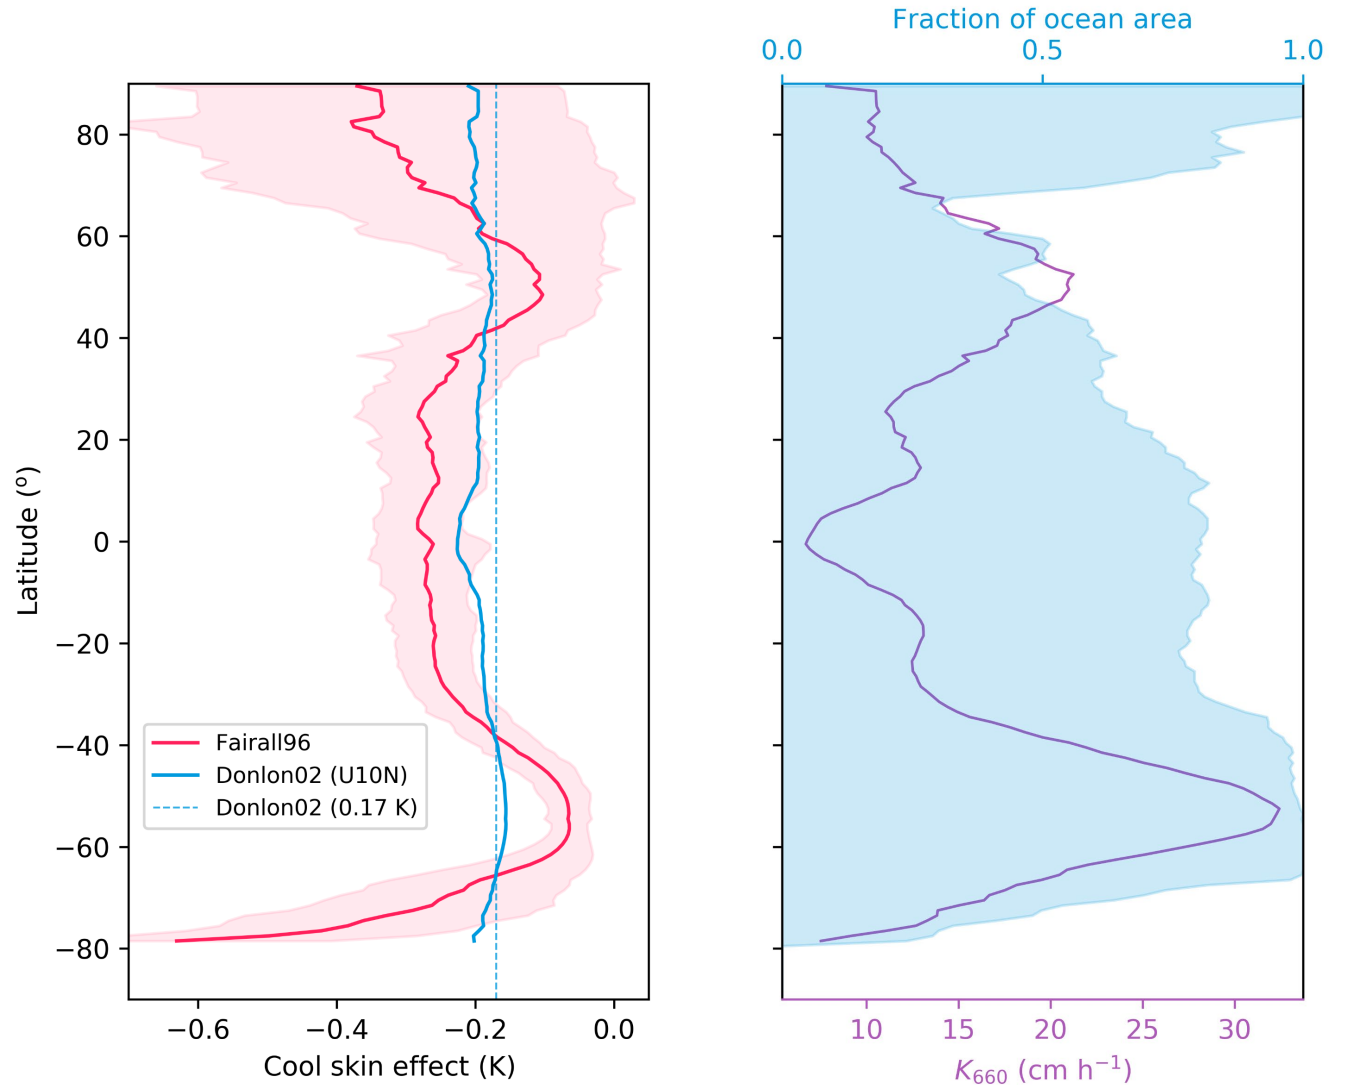 Fraction of ocean area
0.0 0.5 1.0
80
60
40
20
0
−20
−40
−60
−80
Latitude (°)
Fairall96
Donlon02 (U10N)
Donlon02 (0.17 K)
−0.6 −0.4 −0.2 0.0
Cool skin effect (K)
10 15 20 25 30
K₆₆₀ (cm h⁻¹)